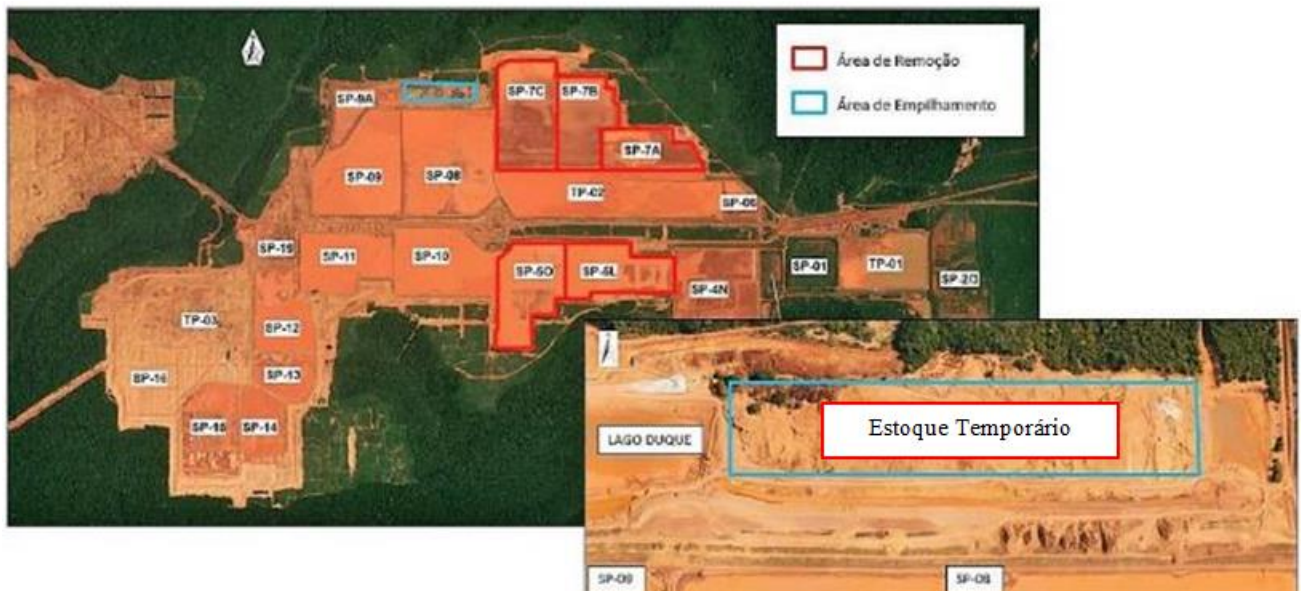 Área de Remoção
Área de Empilhamento
SP-9A
SP-7C
SP-7B
SP-7A
SP-09
SP-08
TP-02
SP-06
SP-19
SP-11
SP-10
SP-5O
SP-5L
SP-4N
SP-01
TP-01
SP-2/3
TP-03
SP-12
SP-16
SP-13
SP-15
SP-14
Estoque Temporário
LAGO DUQUE
SP-09
SP-08